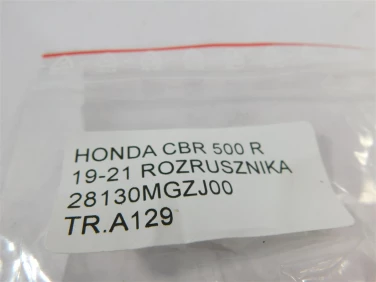 HONDA CBR 500 R
19-21 ROZRUSZNIKA
28130MGZJ00
TR.A129